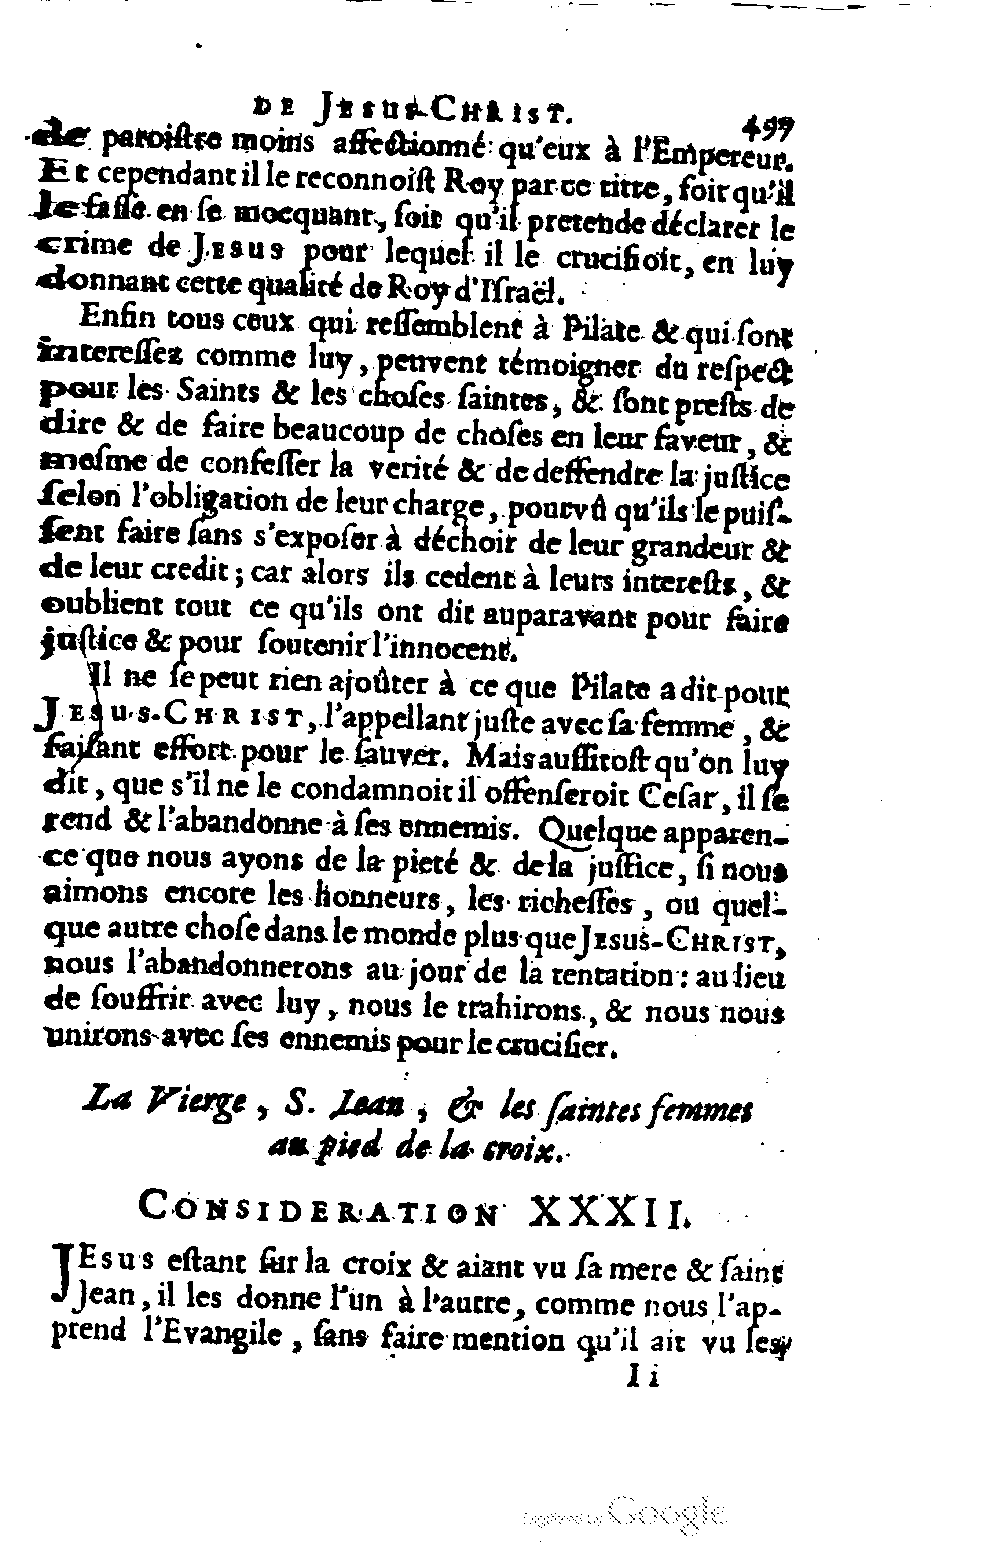 DE JESUS-CHRIST. 497
de paroiſtre moins affectionné qu'eux à l'Empereur.
Et cependant il le reconnoiſt Roy par ce titre, ſoit qu'il
le faſſe en ſe mocquant, ſoit qu'il pretende déclarer le
crime de JESUS pour lequel il le crucifioit, en luy
donnant cette qualité de Roy d'Iſraël.
Enfin tous ceux qui reſſemblent à Pilate & qui ſont
intereſſez comme luy, peuvent témoigner du reſpect
pour les Saints & les choſes ſaintes, & ſont preſts de
dire & de faire beaucoup de choſes en leur faveur, &
meſme de confeſſer la verité & de deffendre la juſtice
ſelon l'obligation de leur charge, pourvû qu'ils le puiſ-
ſent faire ſans s'expoſer à déchoir de leur grandeur &
de leur credit; car alors ils cedent à leurs intereſts, &
oublient tout ce qu'ils ont dit auparavant pour faire
juſtice & pour ſoutenir l'innocent.
Il ne ſe peut rien ajoûter à ce que Pilate a dit pour
JESUS-CHRIST, l'appellant juſte avec ſa femme, &
faiſant effort pour le ſauver. Mais auſſitoſt qu'on luy
dit, que s'il ne le condamnoit il offenſeroit Ceſar, il ſe
rend & l'abandonne à ſes ennemis. Quelque apparen-
ce que nous ayons de la pieté & de la juſtice, ſi nous
aimons encore les honneurs, les richeſſes, ou quel-
que autre choſe dans le monde plus que JESUS-CHRIST,
nous l'abandonnerons au jour de la tentation: au lieu
de ſouffrir avec luy, nous le trahirons, & nous nous
unirons avec ſes ennemis pour le crucifier.
La Vierge, S. Jean, & les ſaintes femmes
au pied de la croix.
CONSIDERATION XXXII.
JEsus eſtant ſur la croix & aiant vu ſa mere & ſaint
Jean, il les donne l'un à l'autre, comme nous l'ap-
prend l'Evangile, ſans faire mention qu'il ait vu les
I i
Digitized by Google